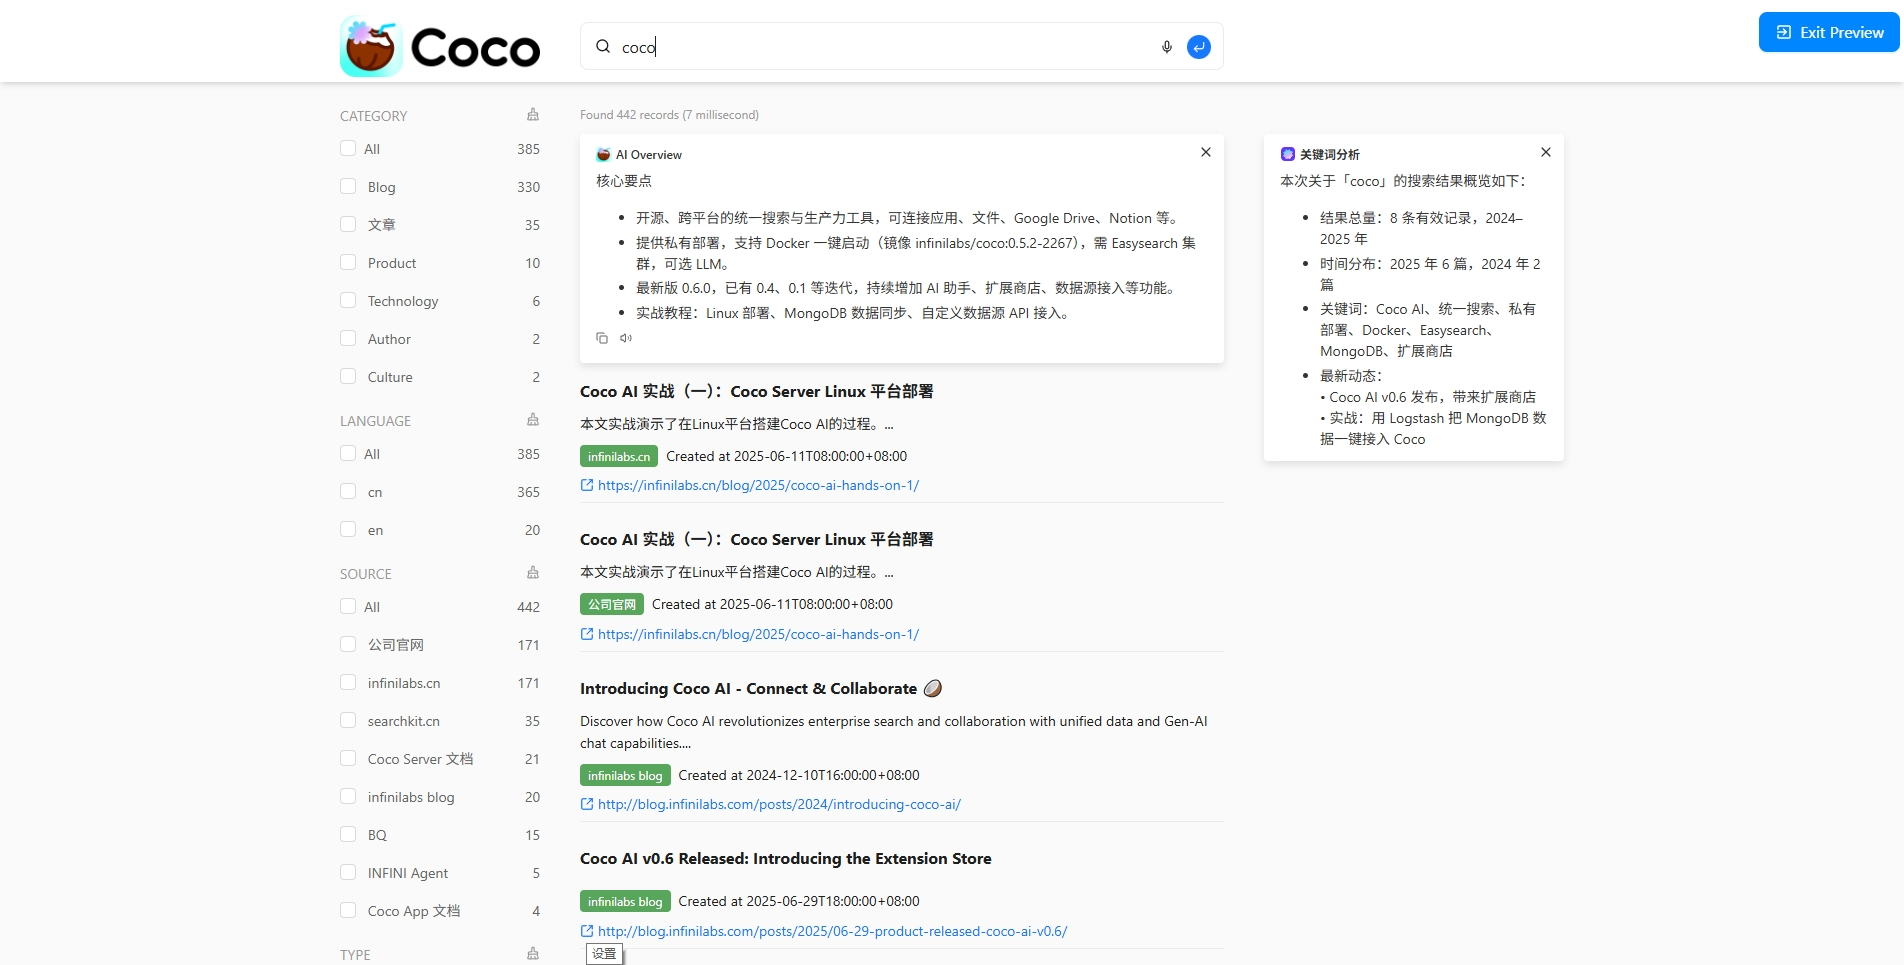 Coco
coco
Exit Preview
CATEGORY
All 385
Blog 330
文章 35
Product 10
Technology 6
Author 2
Culture 2
LANGUAGE
All 385
cn 365
en 20
SOURCE
All 442
公司官网 171
infinilabs.cn 171
searchkit.cn 35
Coco Server 文档 21
infinilabs blog 20
BQ 15
INFINI Agent 5
Coco App 文档 4
TYPE
Found 442 records (7 millisecond)
AI Overview
核心要点
• 开源、跨平台的统一搜索与生产力工具，可连接应用、文件、Google Drive、Notion 等。
• 提供私有部署，支持 Docker 一键启动（镜像 infinilabs/coco:0.5.2-2267），需 Easysearch 集
群，可选 LLM。
• 最新版 0.6.0，已有 0.4、0.1 等迭代，持续增加 AI 助手、扩展商店、数据源接入等功能。
• 实战教程：Linux 部署、MongoDB 数据同步、自定义数据源 API 接入。
Coco AI 实战（一）：Coco Server Linux 平台部署
本文实战演示了在Linux平台搭建Coco AI的过程。...
infinilabs.cn Created at 2025-06-11T08:00:00+08:00
https://infinilabs.cn/blog/2025/coco-ai-hands-on-1/
Coco AI 实战（一）：Coco Server Linux 平台部署
本文实战演示了在Linux平台搭建Coco AI的过程。...
公司官网 Created at 2025-06-11T08:00:00+08:00
https://infinilabs.cn/blog/2025/coco-ai-hands-on-1/
Introducing Coco AI - Connect & Collaborate 🥥
Discover how Coco AI revolutionizes enterprise search and collaboration with unified data and Gen-AI
chat capabilities....
infinilabs blog Created at 2024-12-10T16:00:00+08:00
http://blog.infinilabs.com/posts/2024/introducing-coco-ai/
Coco AI v0.6 Released: Introducing the Extension Store
infinilabs blog Created at 2025-06-29T18:00:00+08:00
http://blog.infinilabs.com/posts/2025/06-29-product-released-coco-ai-v0.6/
设置
关键词分析
本次关于「coco」的搜索结果概览如下：
• 结果总量：8 条有效记录，2024–
2025 年
• 时间分布：2025 年 6 篇，2024 年 2
篇
• 关键词：Coco AI、统一搜索、私有
部署、Docker、Easysearch、
MongoDB、扩展商店
• 最新动态：
• Coco AI v0.6 发布，带来扩展商店
• 实战：用 Logstash 把 MongoDB 数
据一键接入 Coco